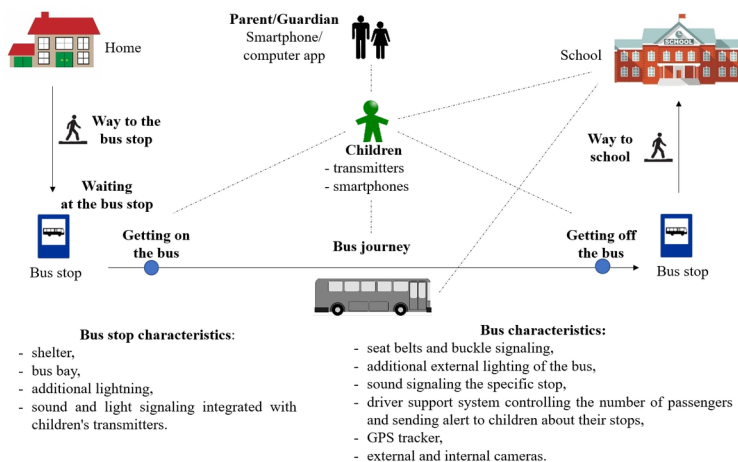 Home
Parent/Guardian
Smartphone/
computer app
School
SCHOOL
Way to the
bus stop
Children
- transmitters
- smartphones
Way to
school
Waiting
at the bus stop
Getting on
the bus
Bus journey
Getting off
the bus
Bus stop
Bus stop
Bus stop characteristics:
- shelter,
- bus bay,
- additional lightning,
- sound and light signaling integrated with
children's transmitters.
Bus characteristics:
- seat belts and buckle signaling,
- additional external lighting of the bus,
- sound signaling the specific stop,
- driver support system controlling the number of passengers
and sending alert to children about their stops,
- GPS tracker,
- external and internal cameras.